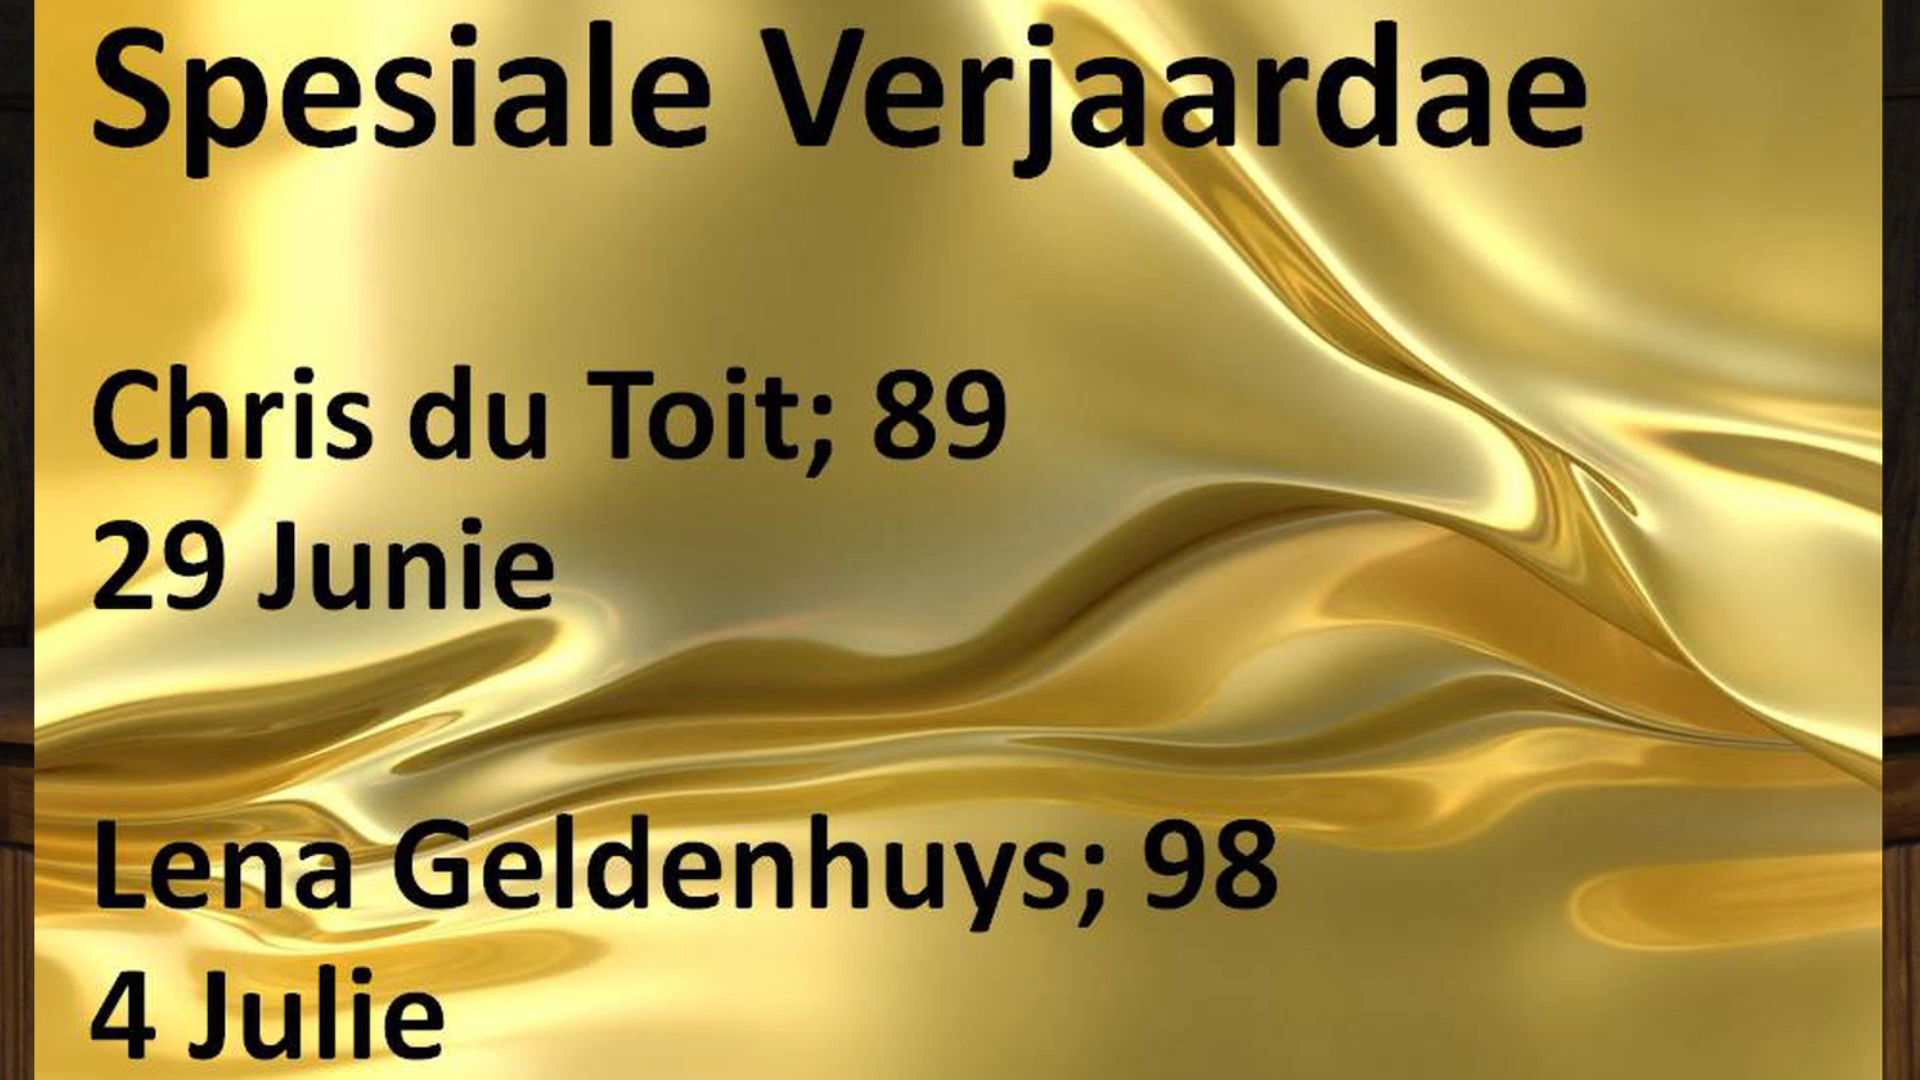 Spesiale Verjaardae
Chris du Toit; 89
29 Junie
Lena Geldenhuys; 98
4 Julie